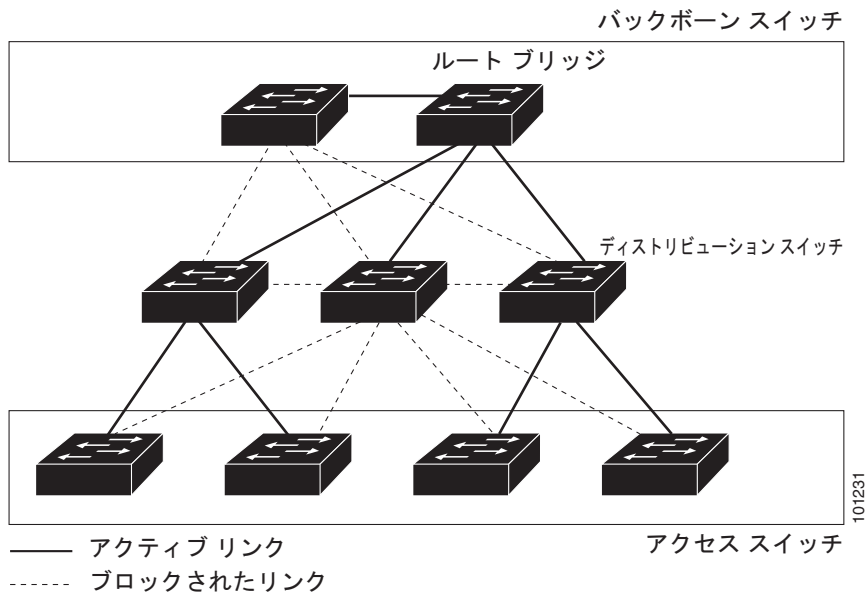 バックボーン スイッチ
ルート ブリッジ
ディストリビューション スイッチ
101231
アクセス スイッチ
アクティブ リンク
ブロックされたリンク